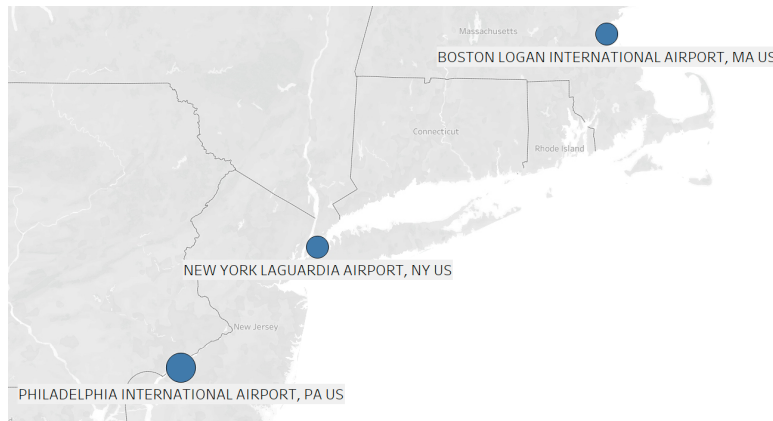 Massachusetts
BOSTON LOGAN INTERNATIONAL AIRPORT, MA US
Connecticut
Rhode Island
NEW YORK LAGUARDIA AIRPORT, NY US
New Jersey
PHILADELPHIA INTERNATIONAL AIRPORT, PA US